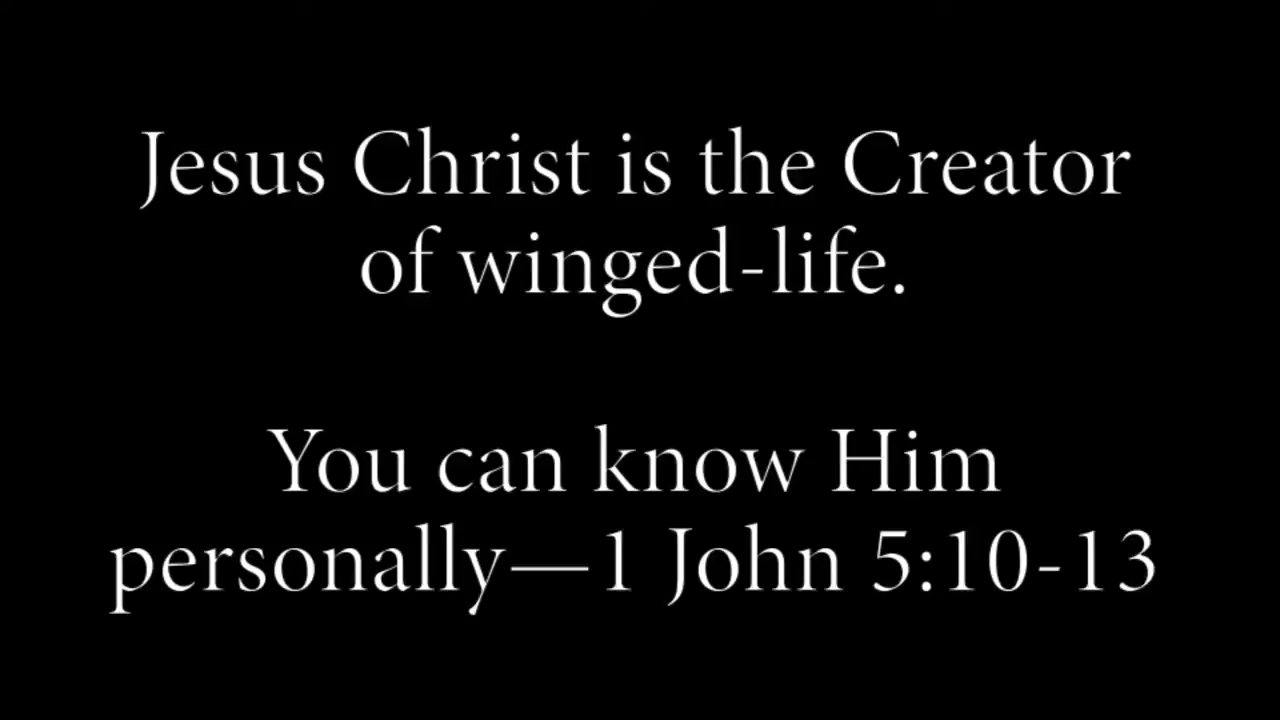 Jesus Christ is the Creator
of winged-life.
You can know Him
personally—1 John 5:10-13